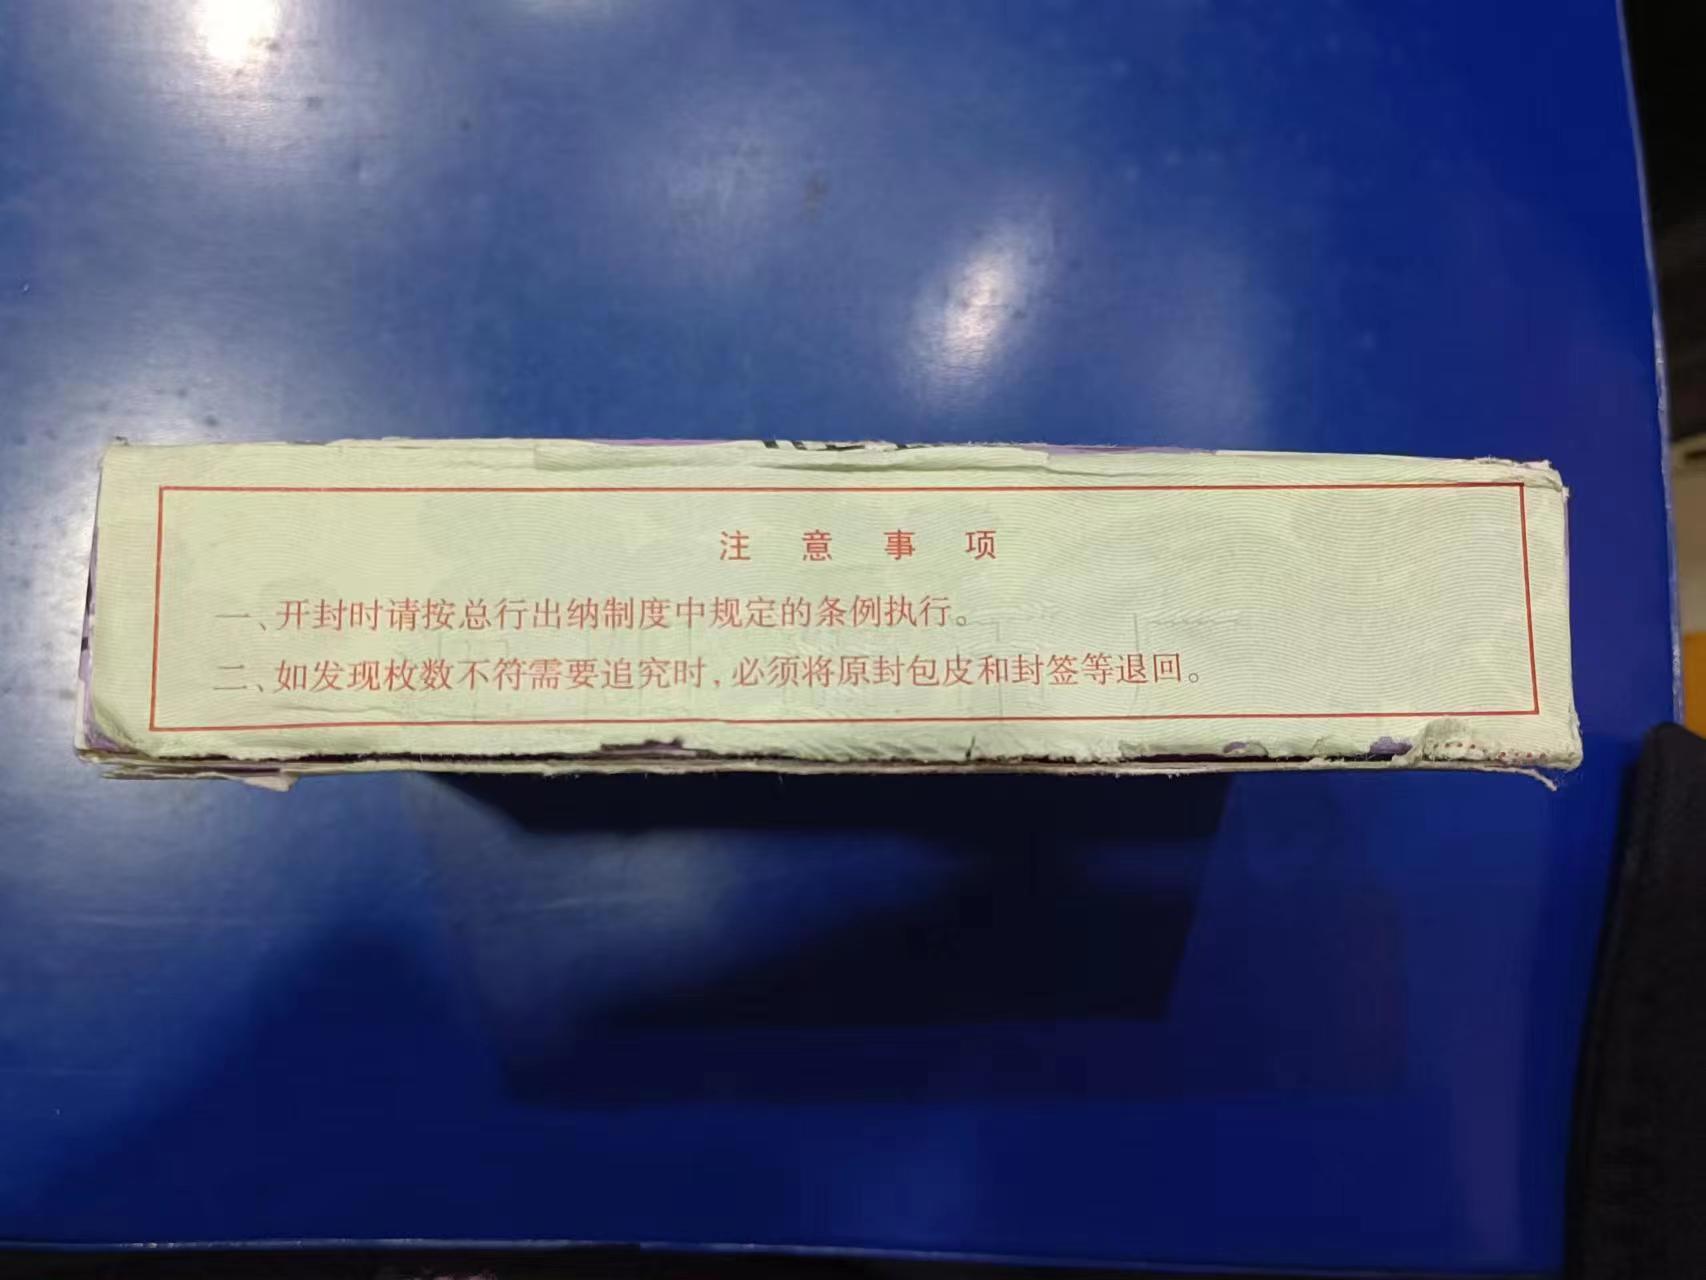 注意事项
一、开封时请按总行出纳制度中规定的条例执行。
二、如发现枚数不符需要追究时,必须将原封包皮和封签等退回。